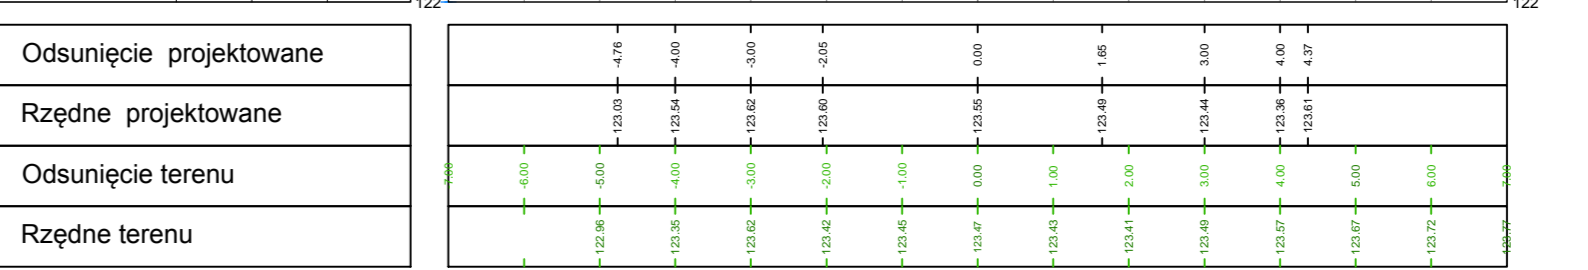 122 122
Odsunięcie projektowane -4.76 -4.00 -3.00 -2.05 0.00 1.65 3.00 4.00 4.37
Rzędne projektowane 123.03 123.54 123.62 123.60 123.55 123.49 123.44 123.36 123.61
Odsunięcie terenu -6.00 -5.00 -4.00 -3.00 -2.00 -1.00 0.00 1.00 2.00 3.00 4.00 5.00 6.00 7.00
Rzędne terenu 122.96 123.35 123.62 123.42 123.45 123.47 123.43 123.41 123.49 123.57 123.67 123.72